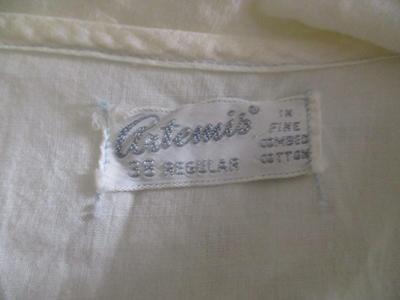 Artemis®
38 REGULAR
IN
FINE
COMBED
COTTON